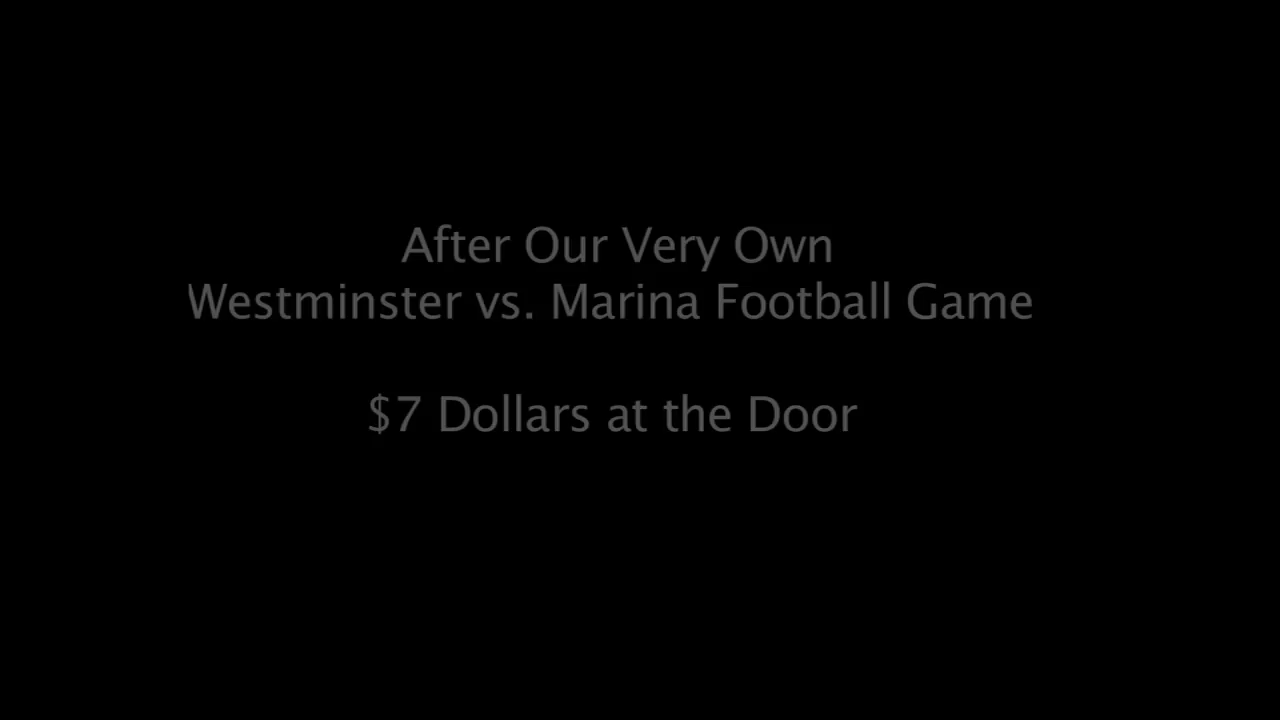 After Our Very Own
Westminster vs. Marina Football Game
$7 Dollars at the Door